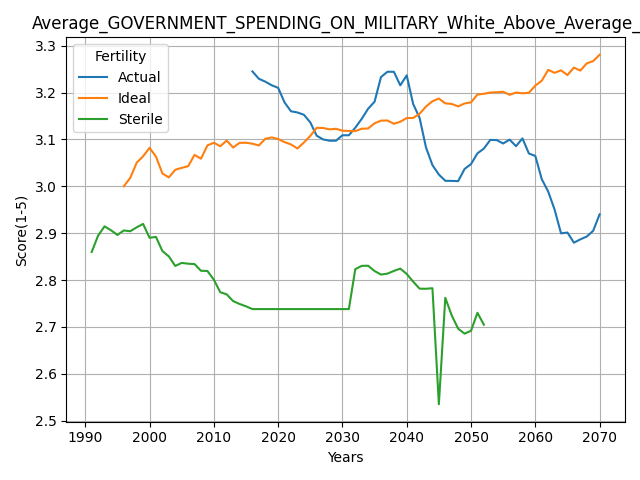 Average_GOVERNMENT_SPENDING_ON_MILITARY_White_Above_Average_
Fertility
Actual
Ideal
Sterile
Score(1-5)
3.3
3.2
3.1
3.0
2.9
2.8
2.7
2.6
2.5
1990 2000 2010 2020 2030 2040 2050 2060 2070
Years